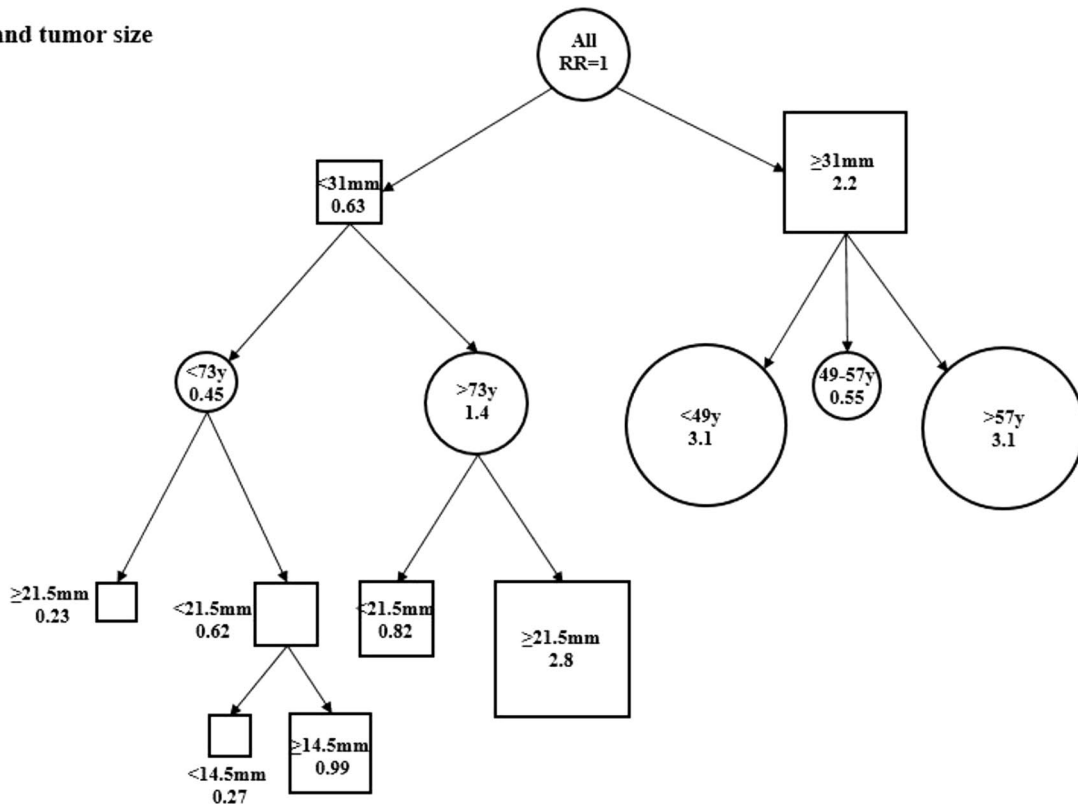 and tumor size
All
RR=1
<31mm
0.63
≥31mm
2.2
<73y
0.45
>73y
1.4
<49y
3.1
49-57y
0.55
>57y
3.1
≥21.5mm
0.23
<21.5mm
0.62
<21.5mm
0.82
≥21.5mm
2.8
<14.5mm
0.27
≥14.5mm
0.99